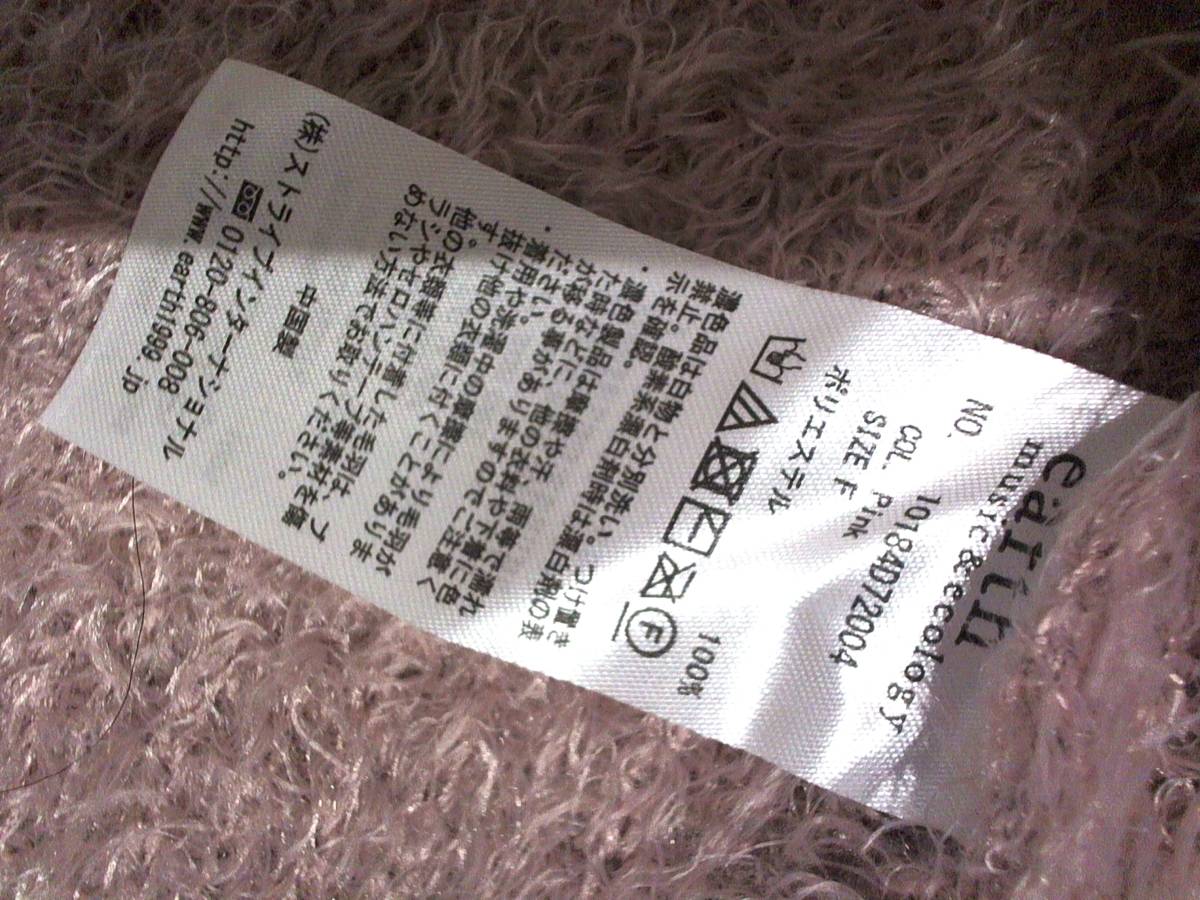 earth
music&ecology
NO. 10184D72004
COL. Pink
SIZE F
ポリエステル 100%
濃色品は白物と分別洗い。つけ置き
禁止。酸素系漂白剤時は漂白剤の表
示を確認。
・濃色製品は摩擦や汗、雨等で濡れ
た時などに、他の衣料や下着に色
が移る事がありますのでご注意く
ださい。
・着用や洗濯中の摩擦により毛羽が
抜け他の衣類に付くことがありま
す。
他の衣類等に付着した毛羽は、ブ
ラシやセロハンテープ等素材を傷
めない方法でお取りください。
中国製
(株)ストライプインターナショナル
0120-806-008
http://www.earth1999.jp